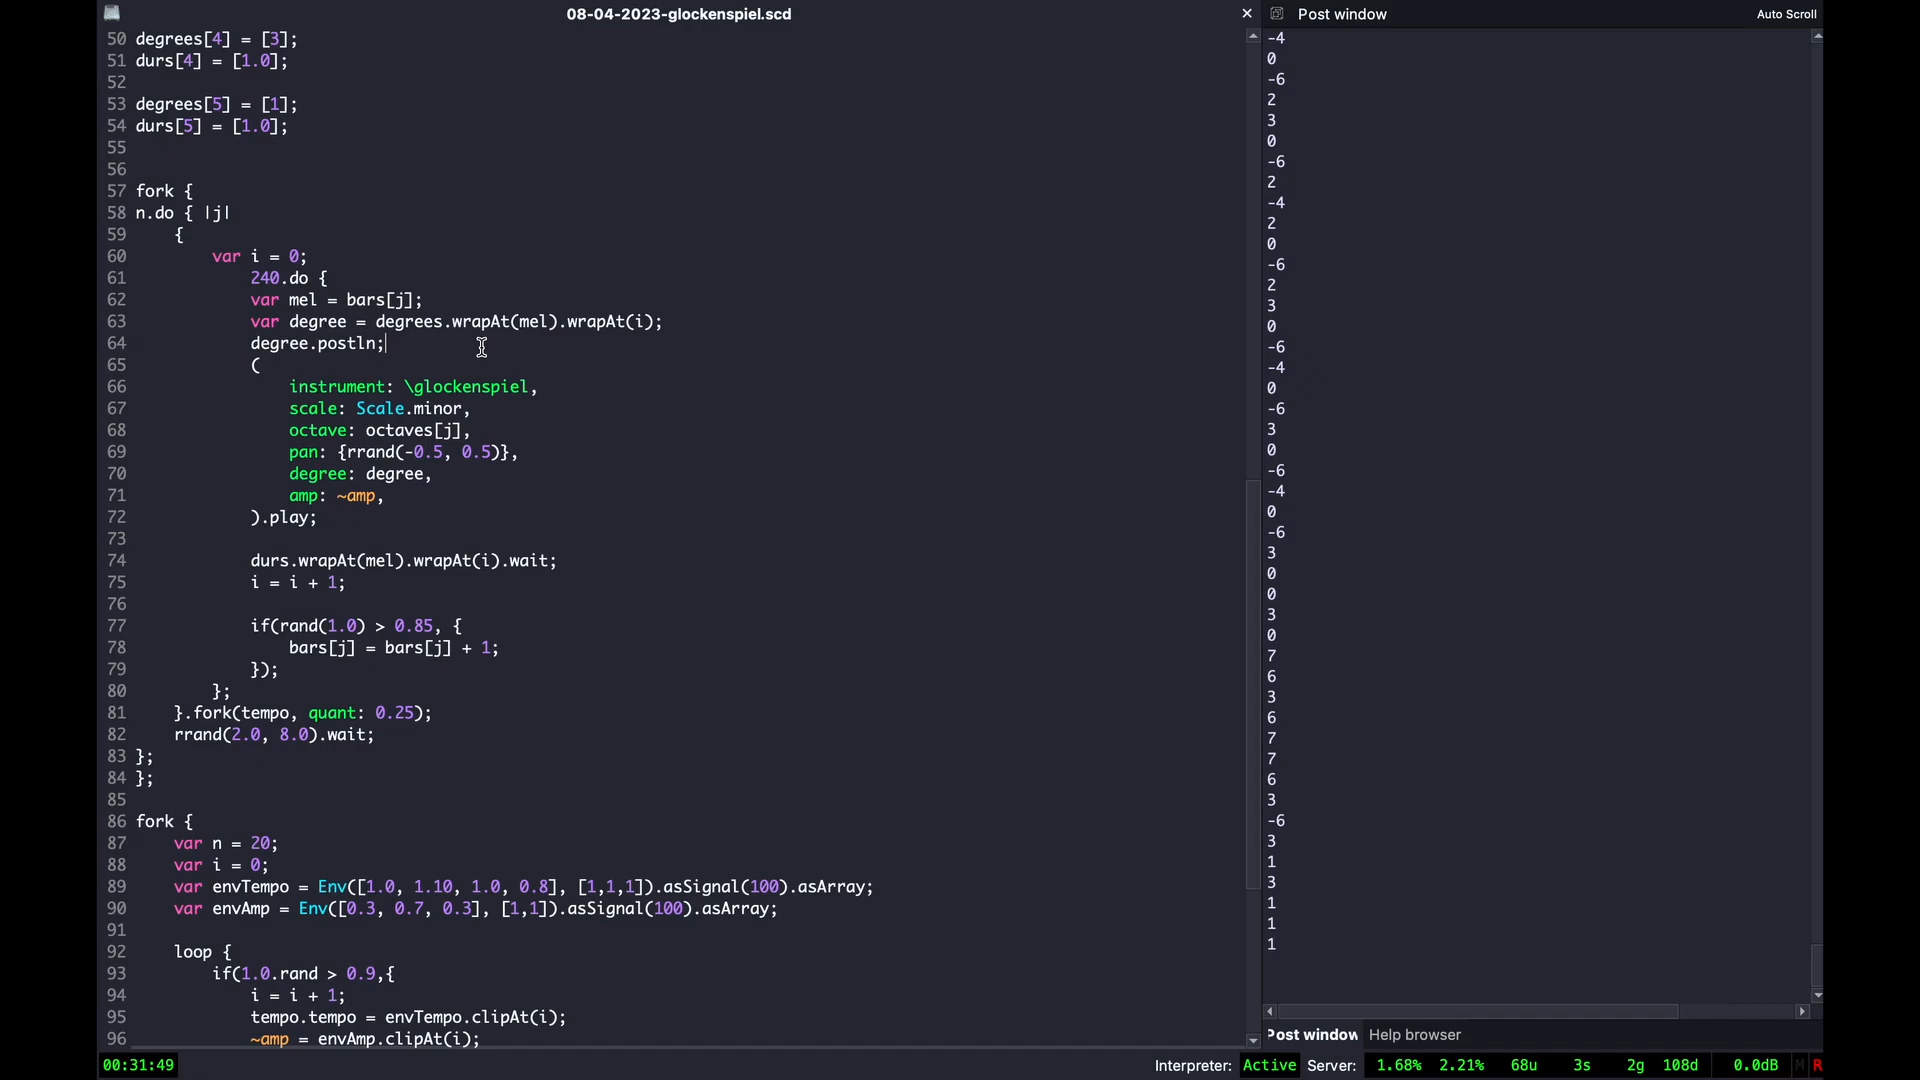 08-04-2023-glockenspiel.scd
50 degrees[4] = [3];
51 durs[4] = [1.0];
52
53 degrees[5] = [1];
54 durs[5] = [1.0];
55
56
57 fork {
58 n.do { |j|
59     {
60         var i = 0;
61             240.do {
62             var mel = bars[j];
63             var degree = degrees.wrapAt(mel).wrapAt(i);
64             degree.postln;
65             (
66                 instrument: \glockenspiel,
67                 scale: Scale.minor,
68                 octave: octaves[j],
69                 pan: {rrand(-0.5, 0.5)},
70                 degree: degree,
71                 amp: ~amp,
72             ).play;
73
74             durs.wrapAt(mel).wrapAt(i).wait;
75             i = i + 1;
76
77             if(rand(1.0) > 0.85, {
78                 bars[j] = bars[j] + 1;
79             });
80         };
81     }.fork(tempo, quant: 0.25);
82     rrand(2.0, 8.0).wait;
83 };
84 };
85
86 fork {
87     var n = 20;
88     var i = 0;
89     var envTempo = Env([1.0, 1.10, 1.0, 0.8], [1,1,1]).asSignal(100).asArray;
90     var envAmp = Env([0.3, 0.7, 0.3], [1,1]).asSignal(100).asArray;
91
92     loop {
93         if(1.0.rand > 0.9,{
94             i = i + 1;
95             tempo.tempo = envTempo.clipAt(i);
96             ~amp = envAmp.clipAt(i);
Post window
Auto Scroll
-4
0
-6
2
3
0
-6
2
-4
2
0
-6
2
3
0
-6
-4
0
-6
3
0
-6
-4
0
-6
3
0
0
3
0
7
6
3
6
7
7
6
3
-6
3
1
3
1
1
1
Post window Help browser
00:31:49
Interpreter: Active Server: 1.68% 2.21% 68u 3s 2g 108d 0.0dB M R